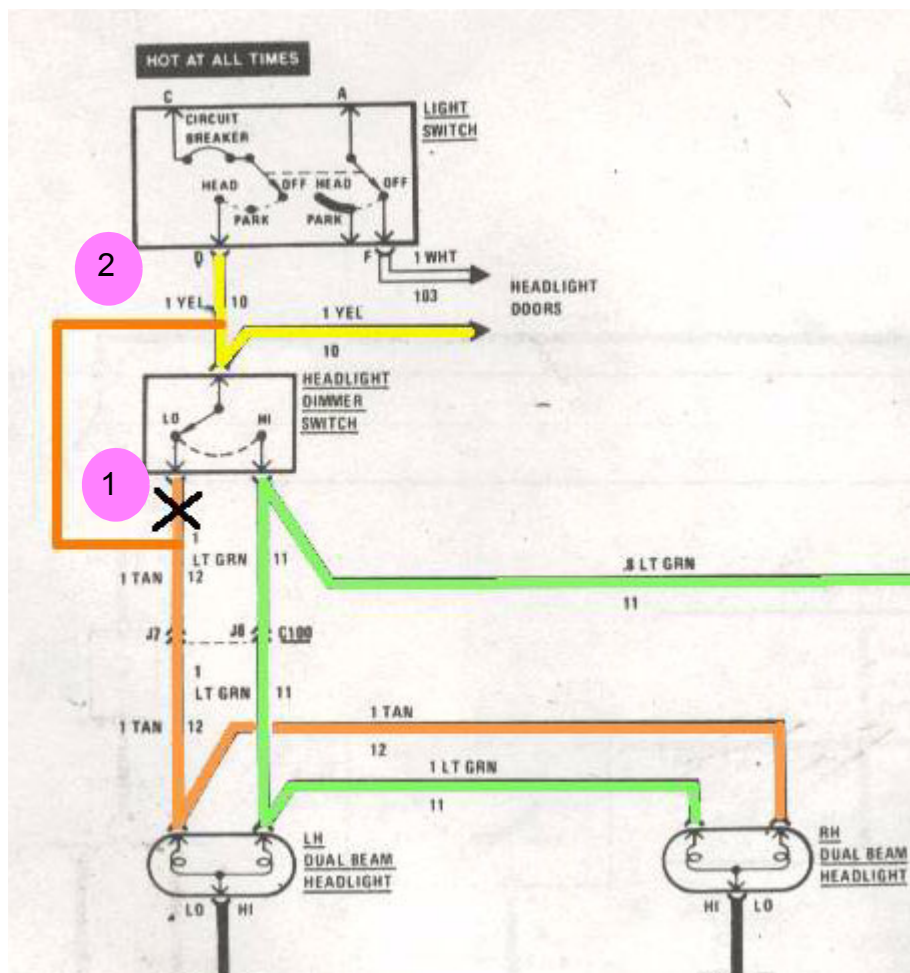 HOT AT ALL TIMES
C
A
LIGHT
SWITCH
CIRCUIT
BREAKER
HEAD
OFF
HEAD
OFF
PARK
PARK
2
D
F
1 WHT
103
HEADLIGHT
DOORS
1 YEL
10
1 YEL
10
HEADLIGHT
DIMMER
SWITCH
LO
HI
1
1
LT GRN
11
1 TAN
12
.8 LT GRN
11
J7
J6
C100
1
LT GRN
11
1 TAN
12
1 TAN
12
1 LT GRN
11
LH
DUAL BEAM
HEADLIGHT
RH
DUAL BEAM
HEADLIGHT
LO
HI
HI
LO